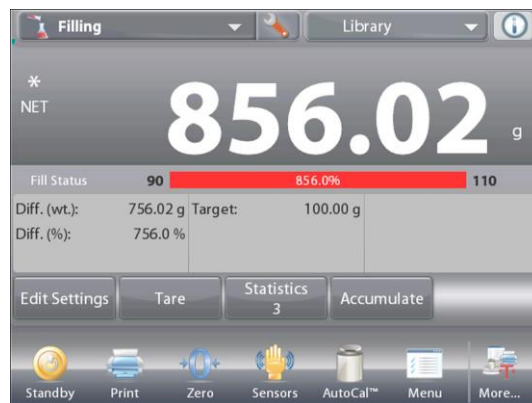 Filling
Library
*
NET
856.02 g
Fill Status 90 856.0% 110
Diff. (wt.): 756.02 g Target: 100.00 g
Diff. (%): 756.0 %
Edit Settings Tare Statistics Accumulate
3
Standby Print Zero Sensors AutoCal™ Menu More...